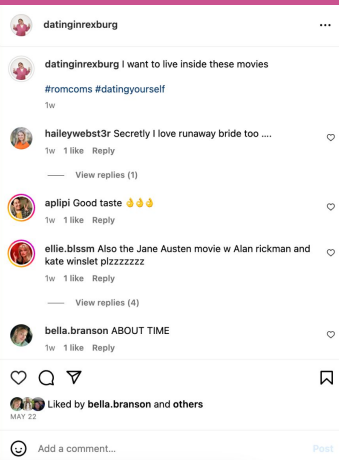 datinginrexburg
datinginrexburg I want to live inside these movies
#romcoms #datingyourself
1w
haileywebst3r Secretly I love runaway bride too ....
1w 1 like Reply
View replies (1)
aplipi Good taste 👌👌👌
1w 1 like Reply
ellie.blssm Also the Jane Austen movie w Alan rickman and
kate winslet plzzzzzzz
1w 1 like Reply
View replies (4)
bella.branson ABOUT TIME
1w 1 like Reply
Liked by bella.branson and others
MAY 22
Add a comment... Post